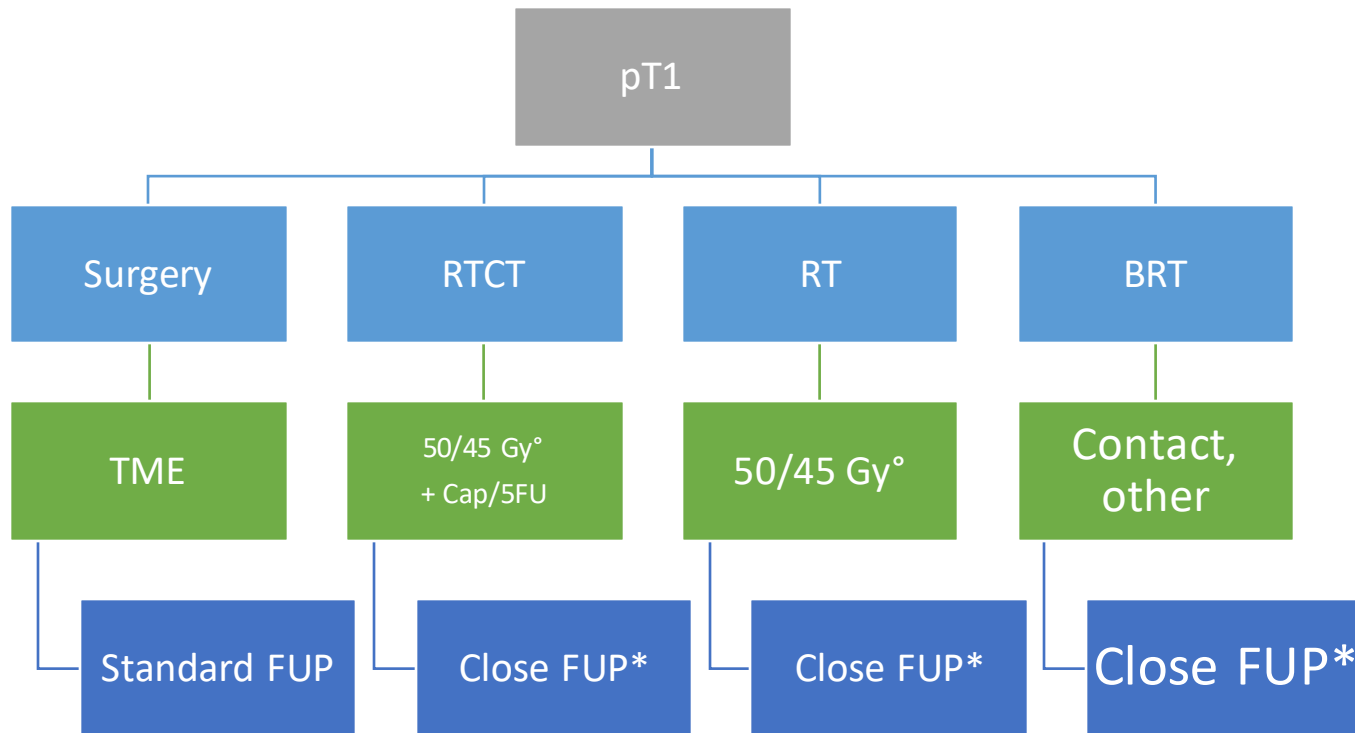 pT1
Surgery
RTCT
RT
BRT
TME
50/45 Gy°
+ Cap/5FU
50/45 Gy°
Contact,
other
Standard FUP
Close FUP*
Close FUP*
Close FUP*